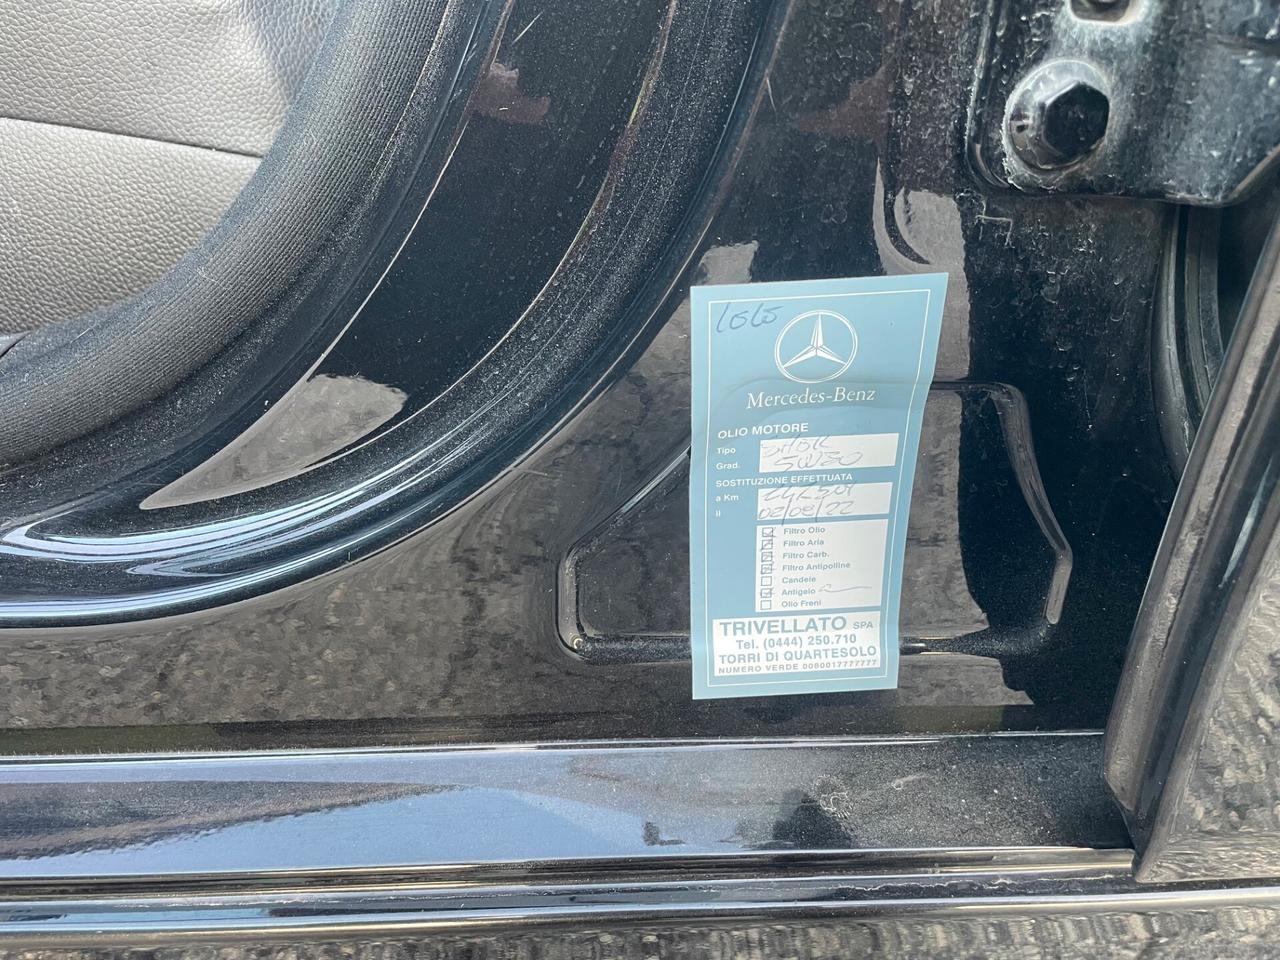 Mercedes-Benz
OLIO MOTORE
Tipo
Grad. 5W30
SOSTITUZIONE EFFETTUATA
a Km
il 02/08/22
Filtro Olio
Filtro Aria
Filtro Carb.
Filtro Antipolline
Candele
Antigelo
Olio Freni
TRIVELLATO SPA
Tel. (0444) 250.710
TORRI DI QUARTESOLO
NUMERO VERDE 0080017777777